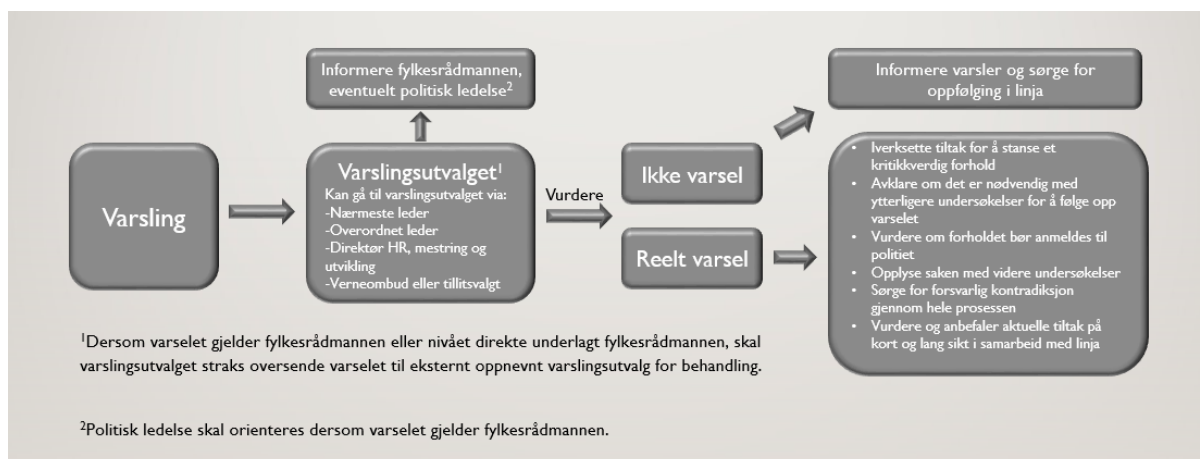 Informere fylkesrådmannen,
eventuelt politisk ledelse²
Varsling
Varslingsutvalget¹
Kan gå til varslingsutvalget via:
-Nærmeste leder
-Overordnet leder
-Direktør HR, mestring og
utvikling
-Verneombud eller tillitsvalgt
Vurdere
Ikke varsel
Reelt varsel
Informere varsler og sørge for
oppfølging i linja
• Iverksette tiltak for å stanse et
kritikkverdig forhold
• Avklare om det er nødvendig med
ytterligere undersøkelser for å følge opp
varselet
• Vurdere om forholdet bør anmeldes til
politiet
• Opplyse saken med videre undersøkelser
• Sørge for forsvarlig kontradiksjon
gjennom hele prosessen
• Vurdere og anbefaler aktuelle tiltak på
kort og lang sikt i samarbeid med linja
¹Dersom varselet gjelder fylkesrådmannen eller nivået direkte underlagt fylkesrådmannen, skal
varslingsutvalget straks oversende varselet til eksternt oppnevnt varslingsutvalg for behandling.
²Politisk ledelse skal orienteres dersom varselet gjelder fylkesrådmannen.